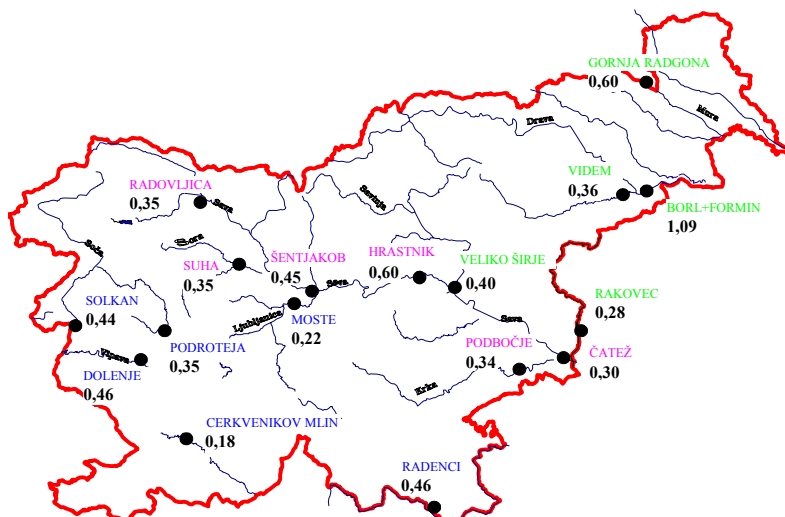 GORNJA RADGONA
0,60
Mura
Drava
VIDEM
0,36
BORL+FORMIN
1,09
RADOVLJICA
0,35
Sava
Savinja
Sora
Soča
SUHA
0,35
ŠENTJAKOB
0,45
Sava
HRASTNIK
0,60
VELIKO ŠIRJE
0,40
RAKOVEC
0,28
SOLKAN
0,44
Ljubljanica
MOSTE
0,22
Sava
PODROTEJA
0,35
Vipava
DOLENJE
0,46
PODBOČJE
0,34
ČATEŽ
0,30
Krka
CERKVENIKOV MLIN
0,18
RADENCI
0,46